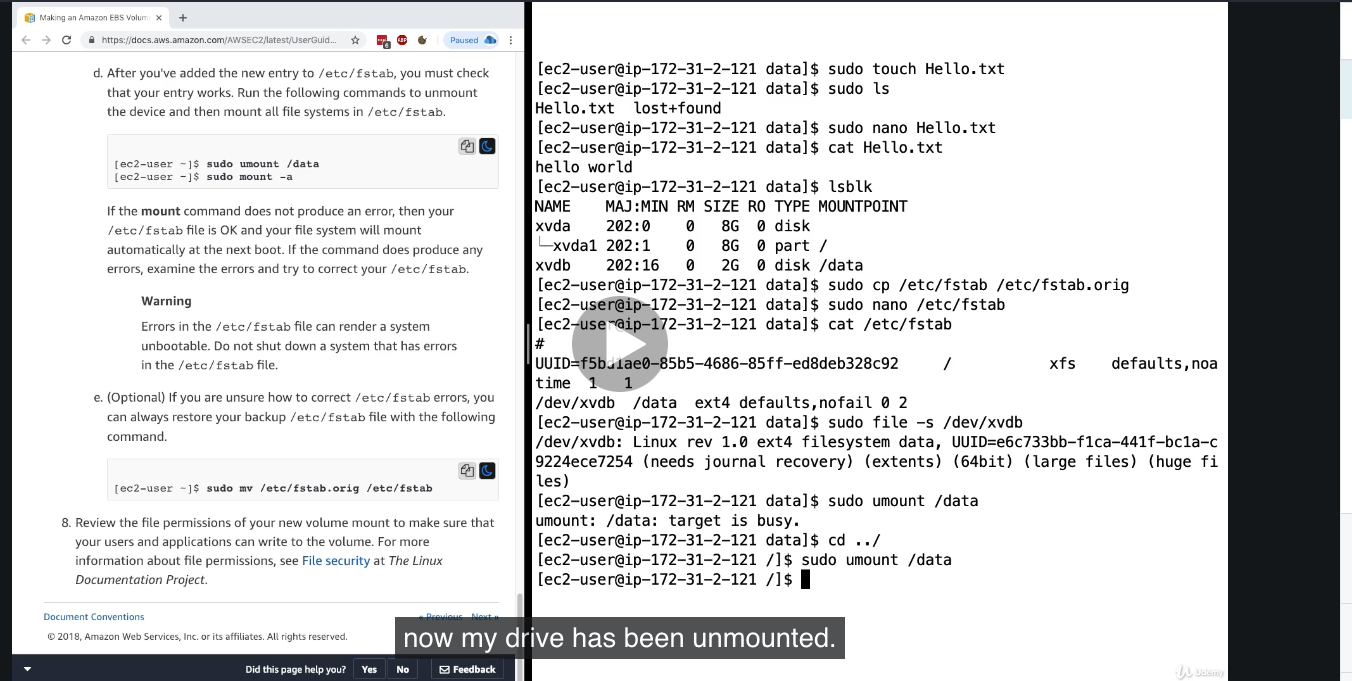 Making an Amazon EBS Volum
https://docs.aws.amazon.com/AWSEC2/latest/UserGuid...
6
ABP
Paused
d. After you've added the new entry to /etc/fstab, you must check
that your entry works. Run the following commands to unmount
the device and then mount all file systems in /etc/fstab.
[ec2-user ~]$ sudo umount /data
[ec2-user ~]$ sudo mount -a
If the mount command does not produce an error, then your
/etc/fstab file is OK and your file system will mount
automatically at the next boot. If the command does produce any
errors, examine the errors and try to correct your /etc/fstab.
Warning
Errors in the /etc/fstab file can render a system
unbootable. Do not shut down a system that has errors
in the /etc/fstab file.
e. (Optional) If you are unsure how to correct /etc/fstab errors, you
can always restore your backup /etc/fstab file with the following
command.
[ec2-user ~]$ sudo mv /etc/fstab.orig /etc/fstab
8. Review the file permissions of your new volume mount to make sure that
your users and applications can write to the volume. For more
information about file permissions, see File security at The Linux
Documentation Project.
Document Conventions
« Previous Next »
© 2018, Amazon Web Services, Inc. or its affiliates. All rights reserved.
Did this page help you? Yes No Feedback
[ec2-user@ip-172-31-2-121 data]$ sudo touch Hello.txt
[ec2-user@ip-172-31-2-121 data]$ sudo ls
Hello.txt  lost+found
[ec2-user@ip-172-31-2-121 data]$ sudo nano Hello.txt
[ec2-user@ip-172-31-2-121 data]$ cat Hello.txt
hello world
[ec2-user@ip-172-31-2-121 data]$ lsblk
NAME    MAJ:MIN RM SIZE RO TYPE MOUNTPOINT
xvda    202:0    0   8G  0 disk
└─xvda1 202:1    0   8G  0 part /
xvdb    202:16   0   2G  0 disk /data
[ec2-user@ip-172-31-2-121 data]$ sudo cp /etc/fstab /etc/fstab.orig
[ec2-user@ip-172-31-2-121 data]$ sudo nano /etc/fstab
[ec2-user@ip-172-31-2-121 data]$ cat /etc/fstab
#
UUID=f5bd1ae0-85b5-4686-85ff-ed8deb328c92     /           xfs    defaults,noa
time  1   1
/dev/xvdb  /data  ext4 defaults,nofail 0 2
[ec2-user@ip-172-31-2-121 data]$ sudo file -s /dev/xvdb
/dev/xvdb: Linux rev 1.0 ext4 filesystem data, UUID=e6c733bb-f1ca-441f-bc1a-c
9224ece7254 (needs journal recovery) (extents) (64bit) (large files) (huge fi
les)
[ec2-user@ip-172-31-2-121 data]$ sudo umount /data
umount: /data: target is busy.
[ec2-user@ip-172-31-2-121 data]$ cd ../
[ec2-user@ip-172-31-2-121 /]$ sudo umount /data
[ec2-user@ip-172-31-2-121 /]$
now my drive has been unmounted.
Udemy